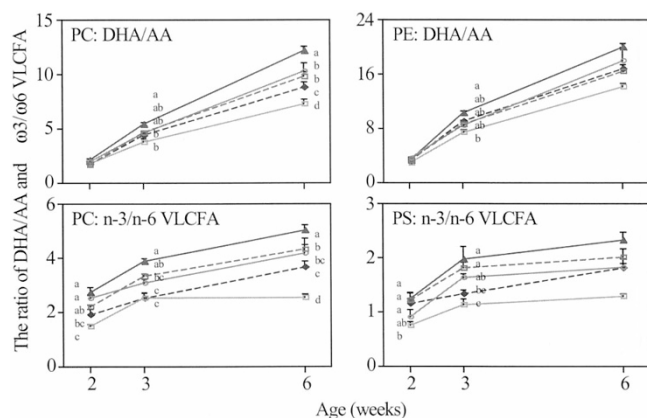 The ratio of DHA/AA and ω3/ω6 VLCFA
PC: DHA/AA
15
10
5
0
a
ab
ab
b
b
a
b
b
c
d
PE: DHA/AA
24
16
8
0
a
ab
ab
ab
b
PC: n-3/n-6 VLCFA
6
4
2
0
a
a
ab
bc
c
a
b
bc
c
c
a
a
b
bc
c
d
2
3
6
PS: n-3/n-6 VLCFA
3
2
1
0
a
a
a
ab
b
a
a
ab
bc
c
2
3
6
Age (weeks)